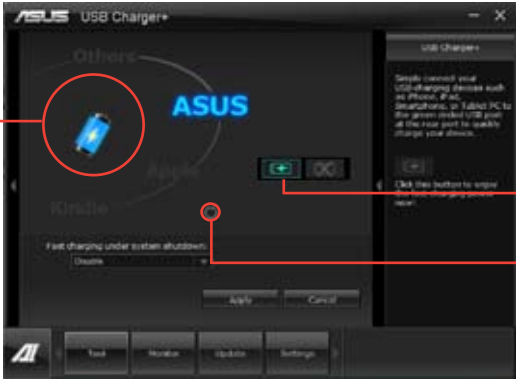 ASUS USB Charger+
USB Charger+
Others
ASUS
Apple
Kindle
Simply connect your
USB-charging devices such
as iPhone, iPad,
Smartphone, or Tablet PC to
the green ended USB port
at the rear port to quickly
charge your device.
Click this button to enjoy
the fast charging power
now!
Fast charging under system shutdown:
Disable
Apply
Cancel
Tool
Monitor
Update
Settings